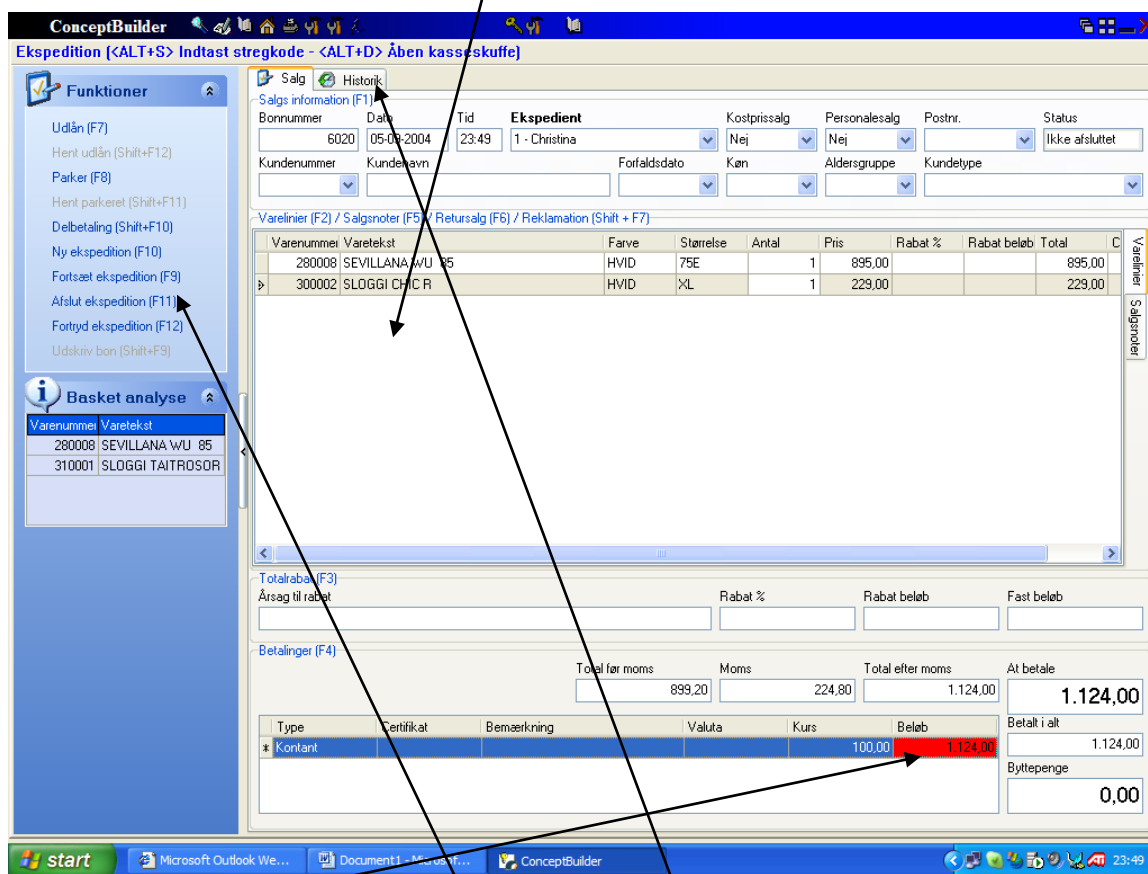 ConceptBuilder
Ekspedition (<ALT+S> Indtast stregkode - <ALT+D> Åben kasseskuffe)
Funktioner
Udlån (F7)
Hent udlån (Shift+F12)
Parker (F8)
Hent parkeret (Shift+F11)
Delbetaling (Shift+F10)
Ny ekspedition (F10)
Fortsæt ekspedition (F9)
Afslut ekspedition (F11)
Fortryd ekspedition (F12)
Udskriv bon (Shift+F9)
Basket analyse
Varenummer Varetekst
280008 SEVILLANA WU 85
310001 SLOGGI TAITROSOR
Salg Historik
Salgs information (F1)
Bonnummer Dato Tid Ekspedient Kostprissalg Personalesalg Postnr. Status
6020 05-09-2004 23:49 1 - Christina Nej Nej Ikke afsluttet
Kundenummer Kundenavn Forfaldsdato Køn Aldersgruppe Kundetype
Varelinier (F2) / Salgsnoter (F5) / Retursalg (F6) / Reklamation (Shift + F7)
Varenummer Varetekst Farve Størrelse Antal Pris Rabat % Rabat beløb Total C
280008 SEVILLANA WU 85 HVID 75E 1 895,00 895,00
300002 SLOGGI CHIC R HVID XL 1 229,00 229,00
Varelinier
Salgsnoter
Totalrabat (F3)
Årsag til rabat Rabat % Rabat beløb Fast beløb
Betalinger (F4)
Total før moms Moms Total efter moms At betale
899,20 224,80 1.124,00 1.124,00
Type Certifikat Bemærkning Valuta Kurs Beløb
Kontant 100,00 1.124,00
Betalt i alt
1.124,00
Byttepenge
0,00
start Microsoft Outlook We... Document1 - Microsoft... ConceptBuilder 23:49